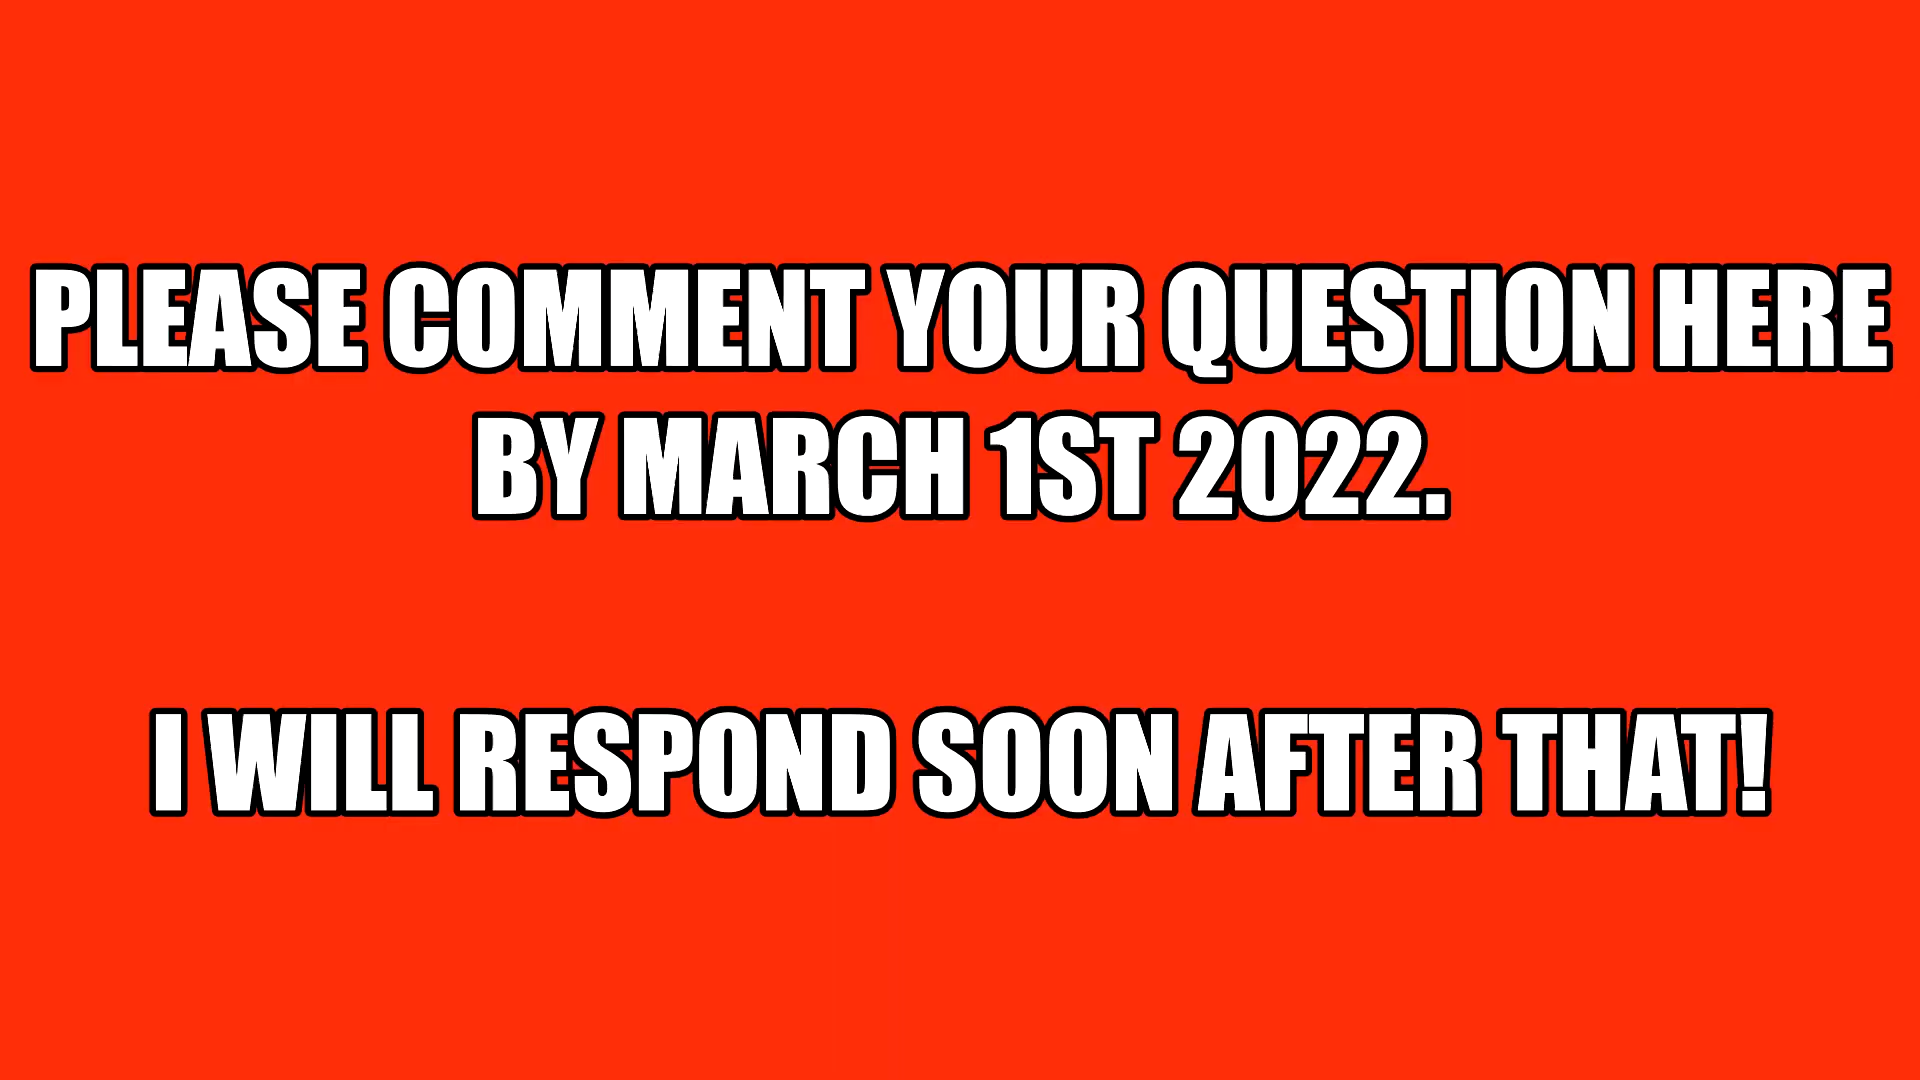 PLEASE COMMENT YOUR QUESTION HERE
BY MARCH 1ST 2022.
I WILL RESPOND SOON AFTER THAT!